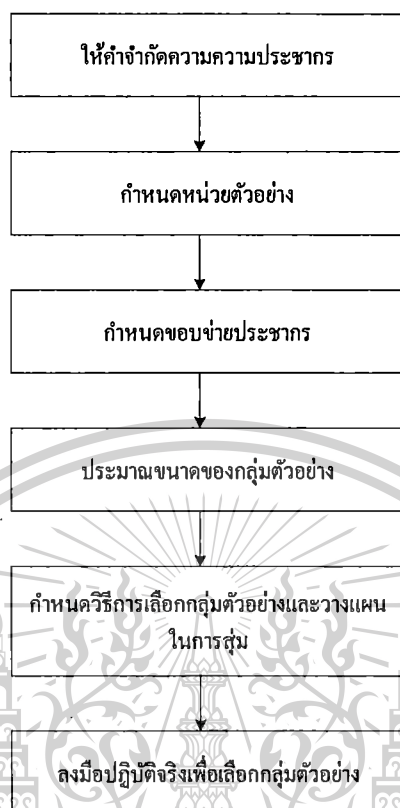 ให้คำจำกัดความความประชากร
กำหนดหน่วยตัวอย่าง
กำหนดขอบข่ายประชากร
ประมาณขนาดของกลุ่มตัวอย่าง
กำหนดวิธีการเลือกกลุ่มตัวอย่างและวางแผน
ในการสุ่ม
ลงมือปฏิบัติจริงเพื่อเลือกกลุ่มตัวอย่าง